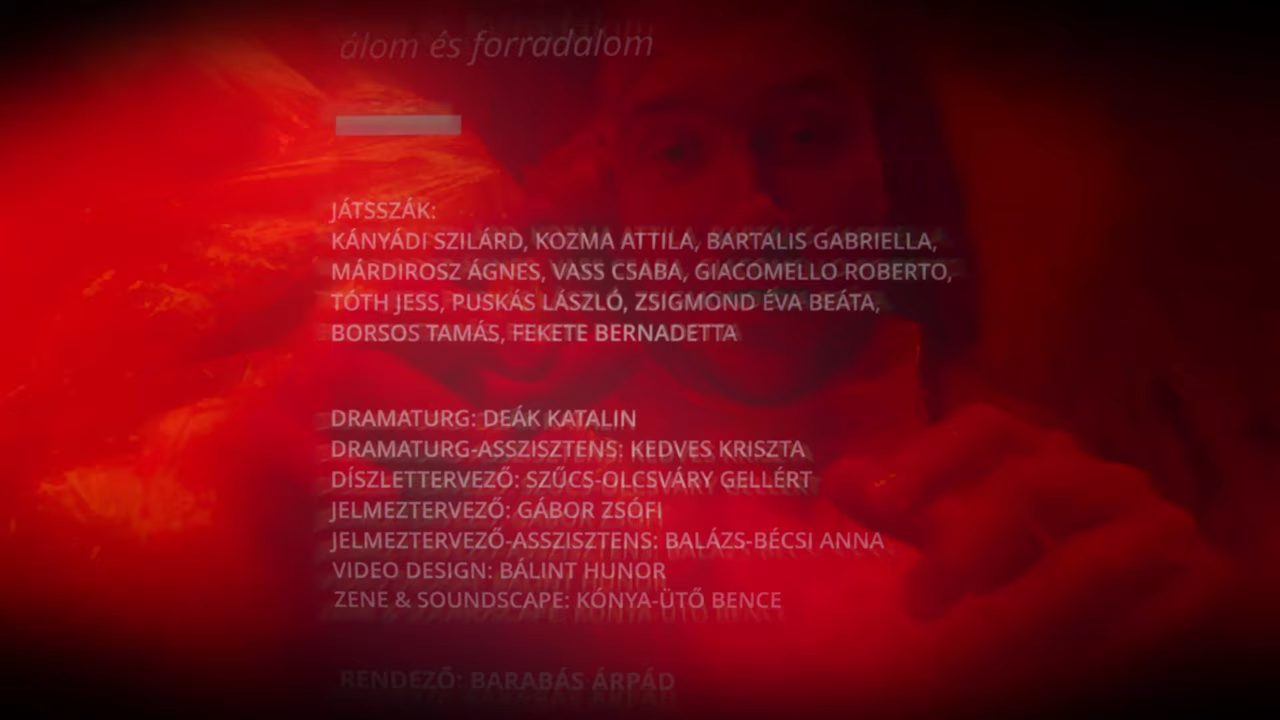 álom és forradalom
JÁTSSZÁK:
KÁNYÁDI SZILÁRD, KOZMA ATTILA, BARTALIS GABRIELLA,
MÁRDIROSZ ÁGNES, VASS CSABA, GIACOMELLO ROBERTO,
TÓTH JESS, PUSKÁS LÁSZLÓ, ZSIGMOND ÉVA BEÁTA,
BORSOS TAMÁS, FEKETE BERNADETTA
DRAMATURG: DEÁK KATALIN
DRAMATURG-ASSZISZTENS: KEDVES KRISZTA
DÍSZLETTERVEZŐ: SZŰCS-OLCSVÁRY GELLÉRT
JELMEZTERVEZŐ: GÁBOR ZSÓFI
JELMEZTERVEZŐ-ASSZISZTENS: BALÁZS-BÉCSI ANNA
VIDEO DESIGN: BÁLINT HUNOR
ZENE & SOUNDSCAPE: KÓNYA-ÜTŐ BENCE
RENDEZŐ: BARABÁS ÁRPÁD